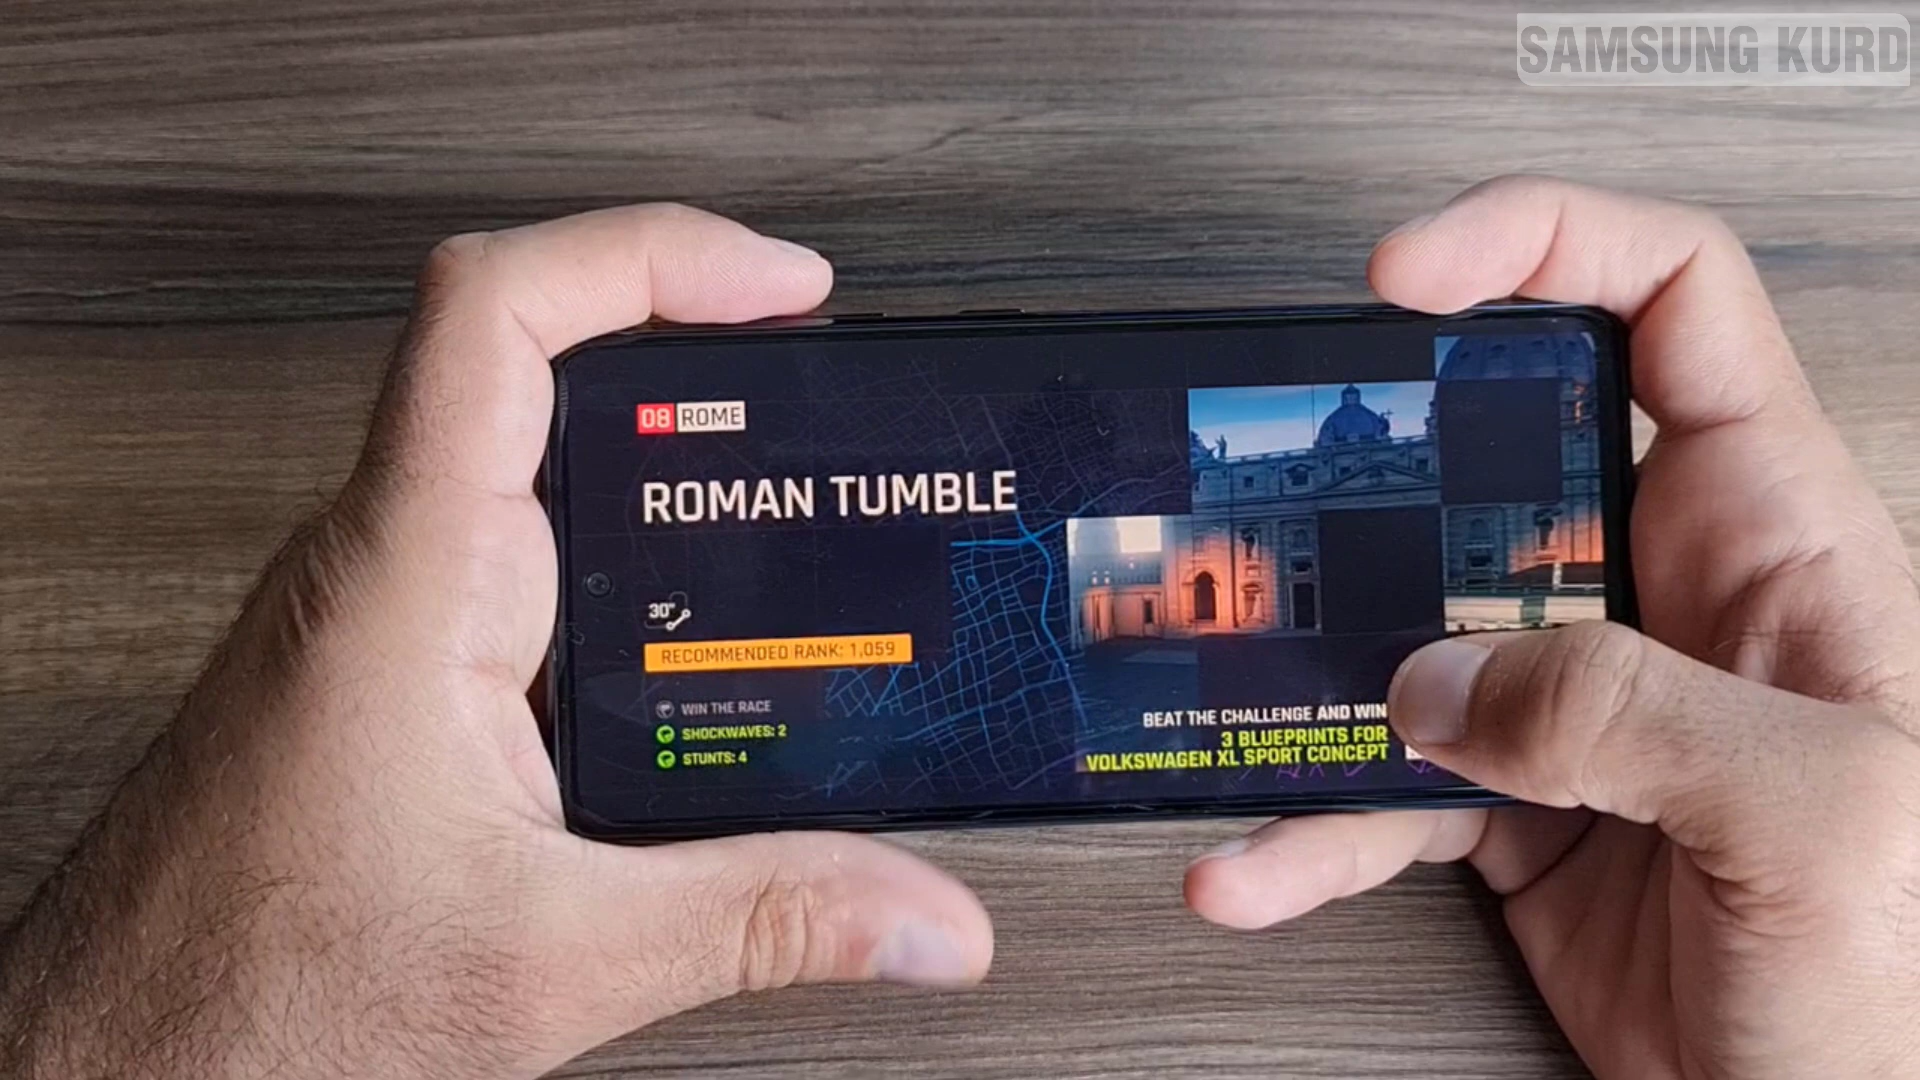 SAMSUNG KURD
08 ROME
ROMAN TUMBLE
30"
RECOMMENDED RANK: 1,059
WIN THE RACE
SHOCKWAVES: 2
STUNTS: 4
BEAT THE CHALLENGE AND WIN
3 BLUEPRINTS FOR
VOLKSWAGEN XL SPORT CONCEPT